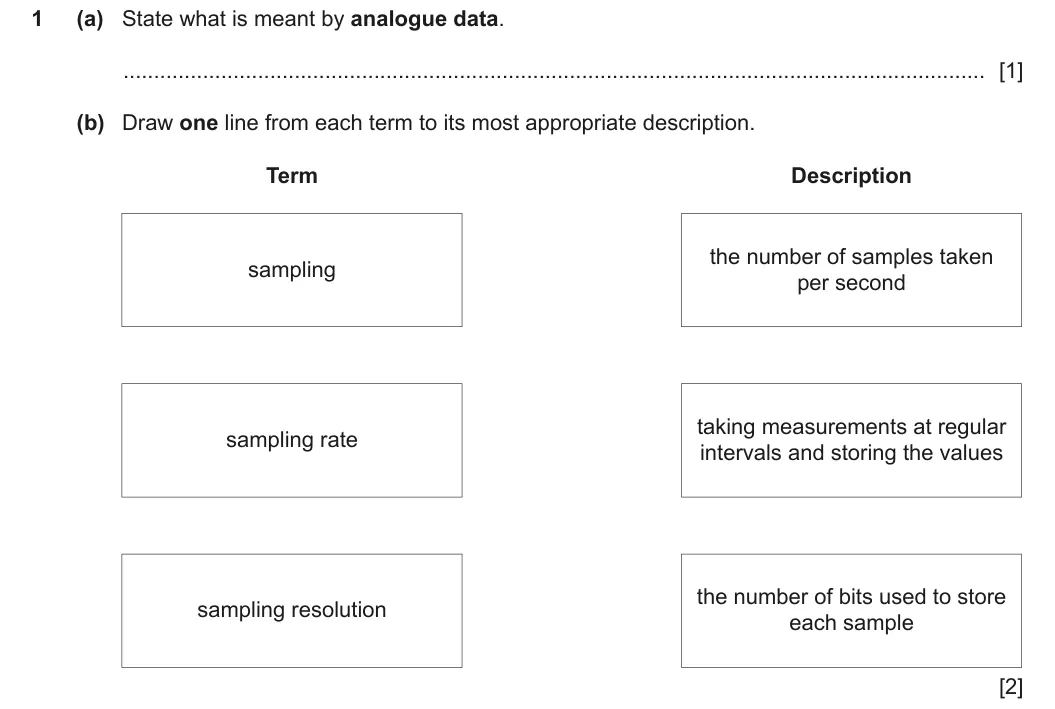 1 (a) State what is meant by analogue data.
............................................................................................................................................... [1]
(b) Draw one line from each term to its most appropriate description.
Term
Description
sampling
the number of samples taken
per second
sampling rate
taking measurements at regular
intervals and storing the values
sampling resolution
the number of bits used to store
each sample
[2]